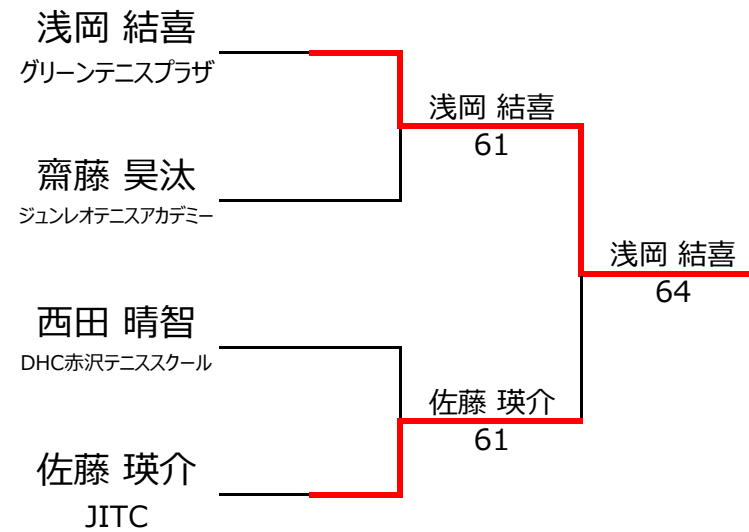 浅岡 結喜
グリーンテニスプラザ
浅岡 結喜
61
齋藤 昊汰
ジュンレオテニスアカデミー
浅岡 結喜
64
西田 晴智
DHC赤沢テニススクール
佐藤 瑛介
61
佐藤 瑛介
JITC